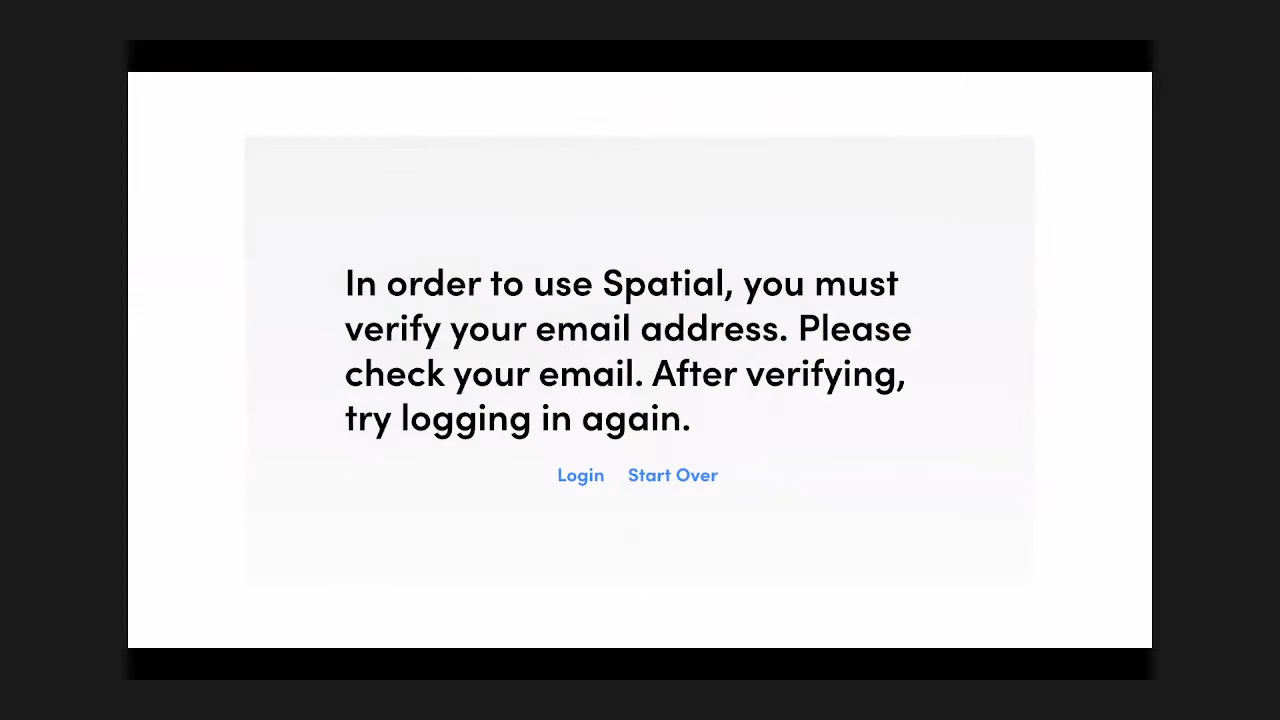 In order to use Spatial, you must
verify your email address. Please
check your email. After verifying,
try logging in again.
Login Start Over